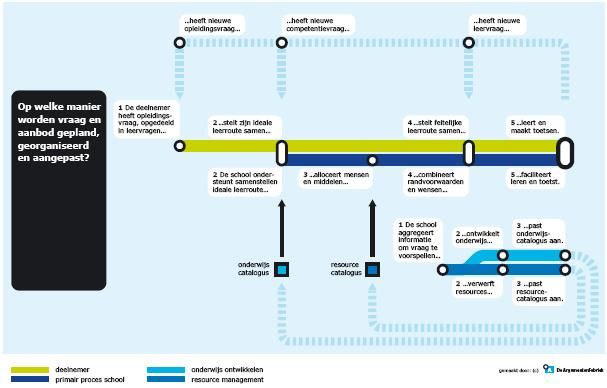 ...heeft nieuwe
opleidingsvraag...
...heeft nieuwe
competentievraag...
...heeft nieuwe
leervraag...
Op welke manier
worden vraag en
aanbod gepland,
georganiseerd
en aangepast?
1 De deelnemer
heeft opleidings-
vraag, opgedeeld
in leervragen...
2 ...stelt zijn ideale
leerroute samen...
4 ...stelt feitelijke
leerroute samen...
5 ...leert en
maakt toetsen.
2 De school onder-
steunt samenstellen
ideale leerroute...
3 ...alloceert mensen
en middelen...
4 ...combineert
randvoorwaarden
en wensen...
5 ...faciliteert
leren en toetst.
1 De school
aggregeert
informatie
om vraag te
voorspellen...
2 ...ontwikkelt
onderwijs...
3 ...past
onderwijs-
catalogus aan.
onderwijs
catalogus
resource
catalogus
2 ...verwerft
resources...
3 ...past
resource-
catalogus aan.
deelnemer
primair proces school
onderwijs ontwikkelen
resource management
gemaakt door: (c)
De Argumentenfabriek